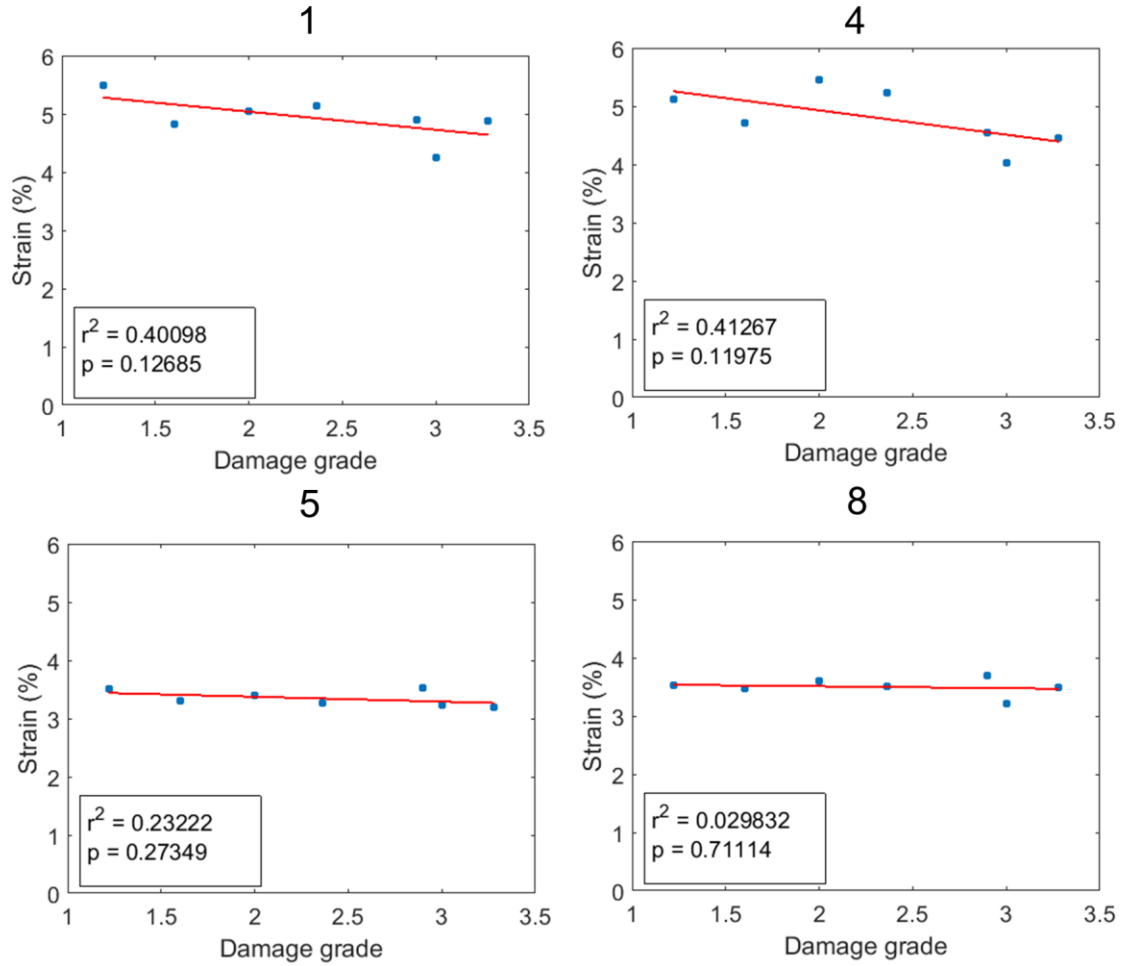 1
6
5
4
3
2
1
0
Strain (%)
r² = 0.40098
p = 0.12685
1 1.5 2 2.5 3 3.5
Damage grade
4
6
5
4
3
2
1
0
Strain (%)
r² = 0.41267
p = 0.11975
1 1.5 2 2.5 3 3.5
Damage grade
5
6
5
4
3
2
1
0
Strain (%)
r² = 0.23222
p = 0.27349
1 1.5 2 2.5 3 3.5
Damage grade
8
6
5
4
3
2
1
0
Strain (%)
r² = 0.029832
p = 0.71114
1 1.5 2 2.5 3 3.5
Damage grade